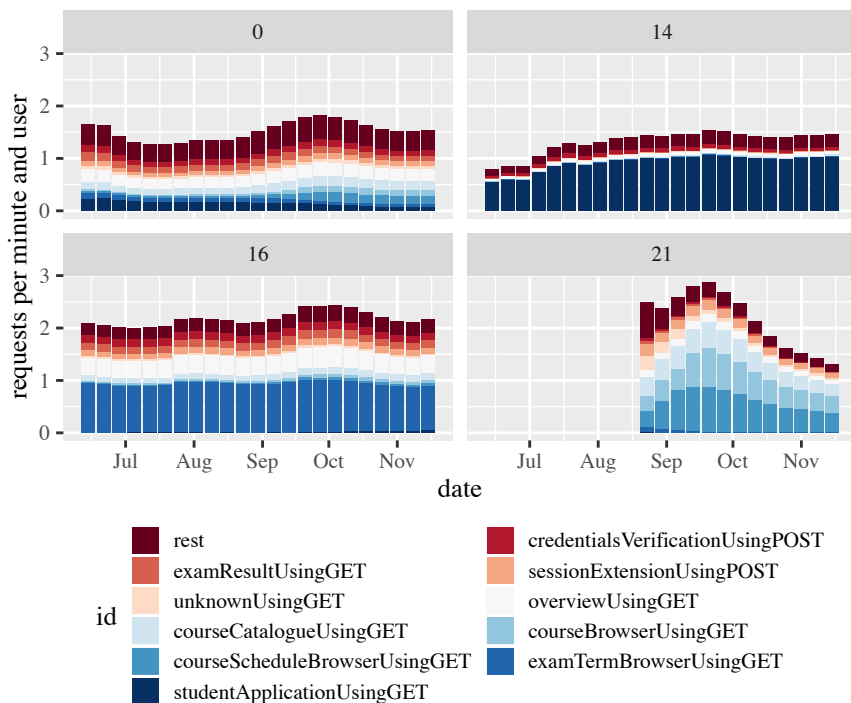 0
14
3
2
1
0
requests per minute and user
16
21
3
2
1
0
Jul
Aug
Sep
Oct
Nov
Jul
Aug
Sep
Oct
Nov
date
id
rest
credentialsVerificationUsingPOST
examResultUsingGET
sessionExtensionUsingPOST
unknownUsingGET
overviewUsingGET
courseCatalogueUsingGET
courseBrowserUsingGET
courseScheduleBrowserUsingGET
examTermBrowserUsingGET
studentApplicationUsingGET